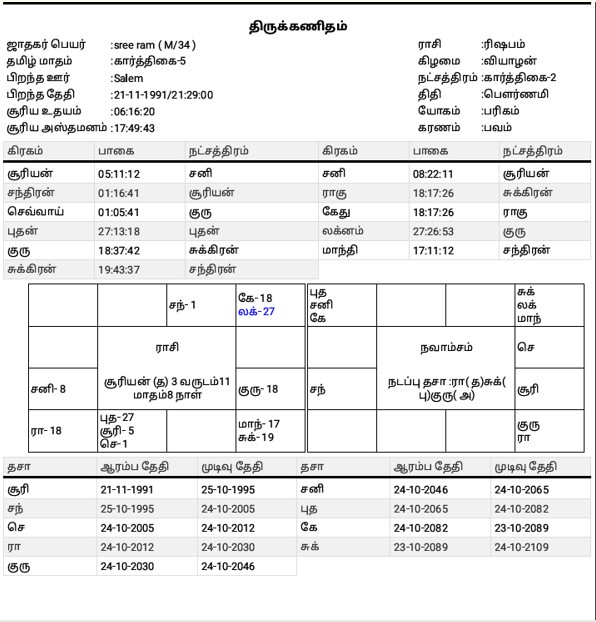 திருக்கணிதம்
ஜாதகர் பெயர் :sree ram ( M/34 ) ராசி :ரிஷபம்
தமிழ் மாதம் :கார்த்திகை-5 கிழமை :வியாழன்
பிறந்த ஊர் :Salem நட்சத்திரம் :கார்த்திகை-2
பிறந்த தேதி :21-11-1991/21:29:00 திதி :பௌர்ணமி
சூரிய உதயம் :06:16:20 யோகம் :பரிகம்
சூரிய அஸ்தமனம் :17:49:43 கரணம் :பவம்
கிரகம் பாகை நட்சத்திரம் கிரகம் பாகை நட்சத்திரம்
சூரியன் 05:11:12 சனி சனி 08:22:11 சூரியன்
சந்திரன் 01:16:41 சூரியன் ராகு 18:17:26 சுக்கிரன்
செவ்வாய் 01:05:41 குரு கேது 18:17:26 ராகு
புதன் 27:13:18 புதன் லக்னம் 27:26:53 குரு
குரு 18:37:42 சுக்கிரன் மாந்தி 17:11:12 சந்திரன்
சுக்கிரன் 19:43:37 சந்திரன்
சந்- 1
கே- 18
லக்- 27
புத
சனி
கே
சுக்
லக்
மாந்
ராசி
நவாம்சம்
செ
சனி- 8
சூரியன் (த) 3 வருடம்11
மாதம்8 நாள்
குரு- 18
சந்
நடப்பு தசா :ரா( த)சுக்(
பு)குரு( அ)
சூரி
ரா- 18
புத-27
சூரி- 5
செ-1
மாந்- 17
சுக்- 19
குரு
ரா
தசா ஆரம்ப தேதி முடிவு தேதி தசா ஆரம்ப தேதி முடிவு தேதி
சூரி 21-11-1991 25-10-1995 சனி 24-10-2046 24-10-2065
சந் 25-10-1995 24-10-2005 புத 24-10-2065 24-10-2082
செ 24-10-2005 24-10-2012 கே 24-10-2082 23-10-2089
ரா 24-10-2012 24-10-2030 சுக் 23-10-2089 24-10-2109
குரு 24-10-2030 24-10-2046